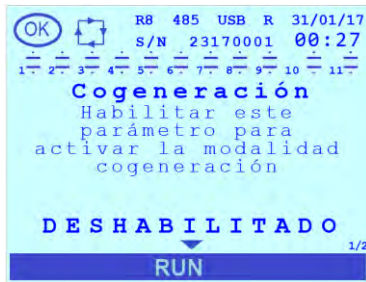 OK R8 485 USB R 31/01/17
S/N 23170001 00:27
1 2 3 4 5 6 7 8 9 10 11
Cogeneración
Habilitar este
parámetro para
activar la modalidad
cogeneración
DESHABILITADO
1/2
RUN